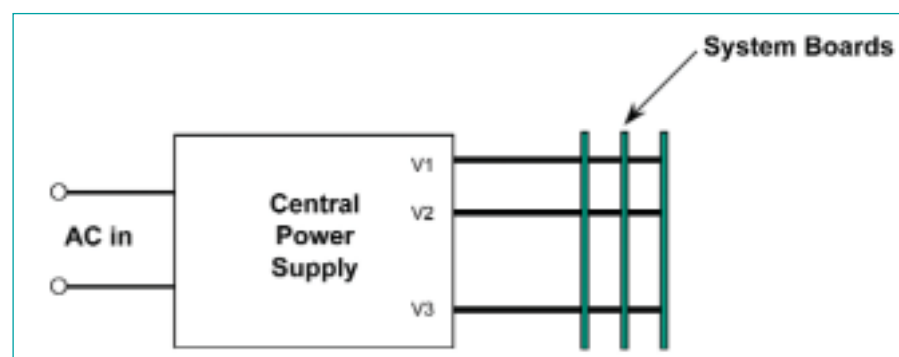 System Boards
V1
Central
V2
Power
AC in
Supply
V3